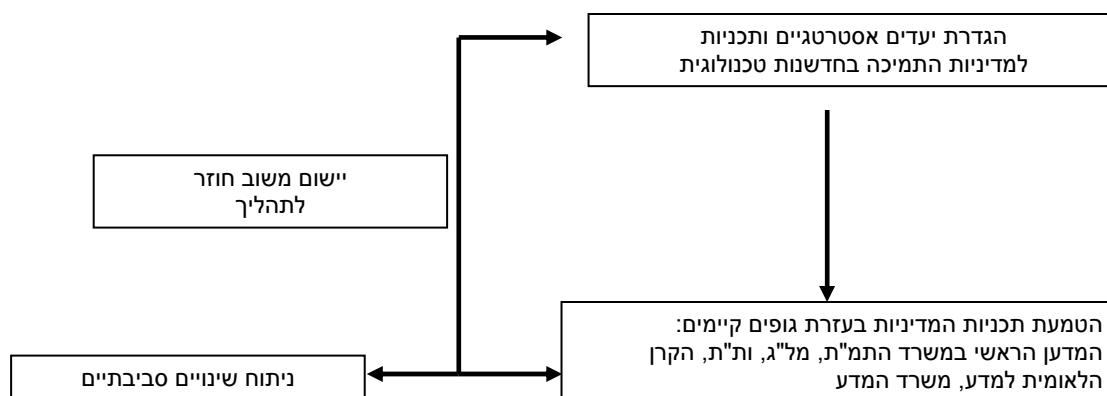 הגדרת יעדים אסטרטגיים ותכניות
למדיניות התמיכה בחדשנות טכנולוגית
יישום משוב חוזר
לתהליך
הטמעת תכניות המדיניות בעזרת גופים קיימים:
המדען הראשי במשרד התמ"ת, מל"ג, ות"ת, הקרן
הלאומית למדע, משרד המדע
ניתוח שינויים סביבתיים